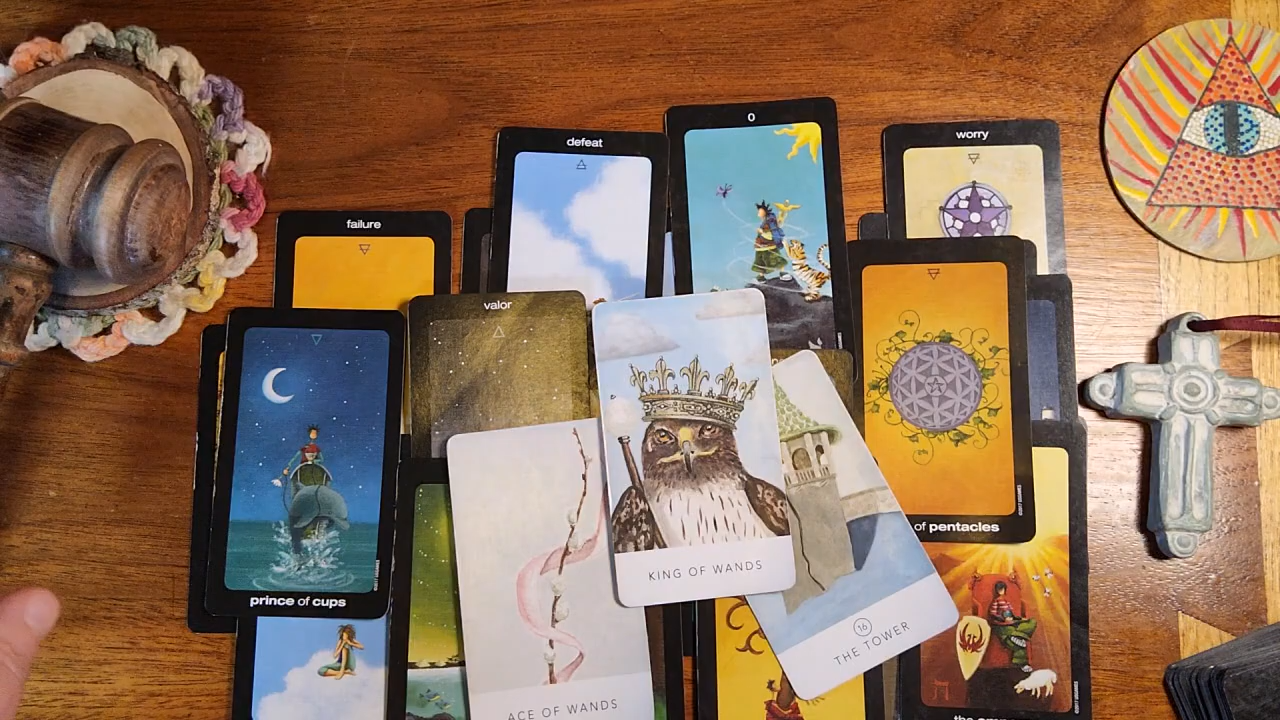 0
defeat
worry
failure
valor
of pentacles
KING OF WANDS
prince of cups
16
THE TOWER
ACE OF WANDS